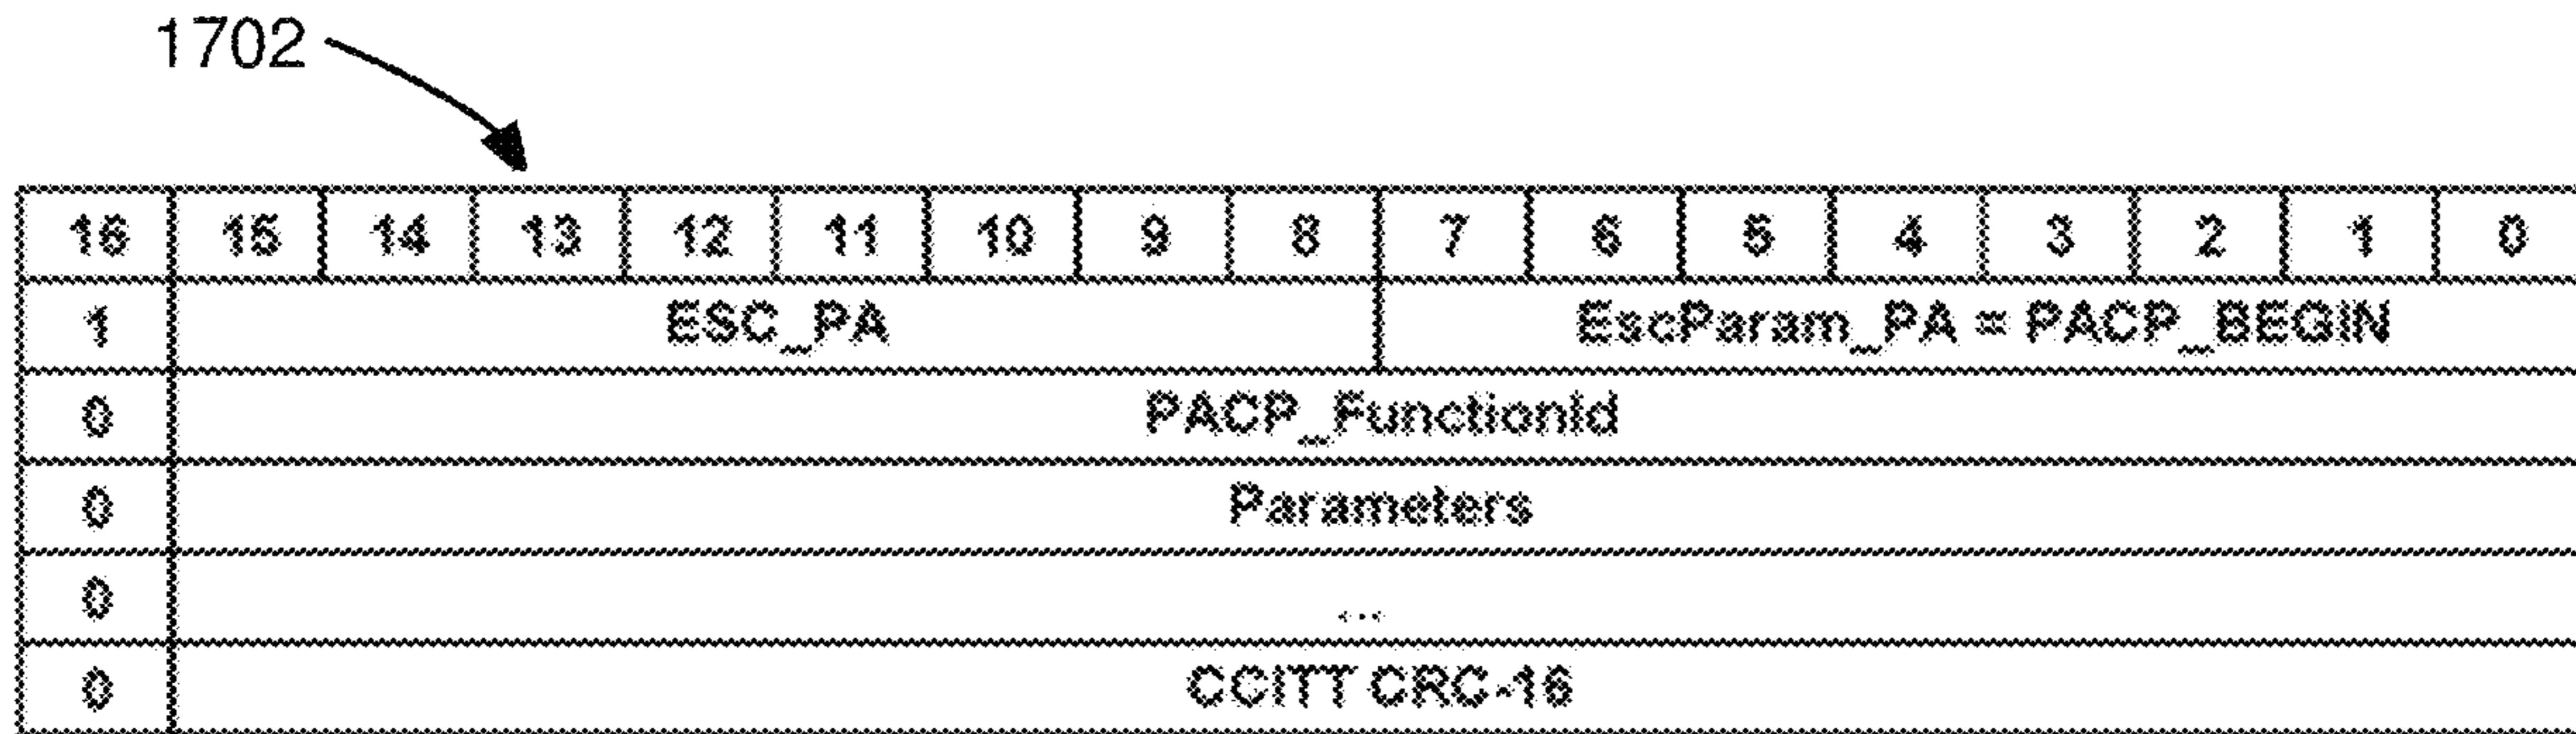 1702
16 15 14 13 12 11 10 9 8 7 6 5 4 3 2 1 0
1 ESC_PA EscParam_PA = PACP_BEGIN
0 PACP_FunctionId
0 Parameters
0 ...
0 CCITT CRC-16